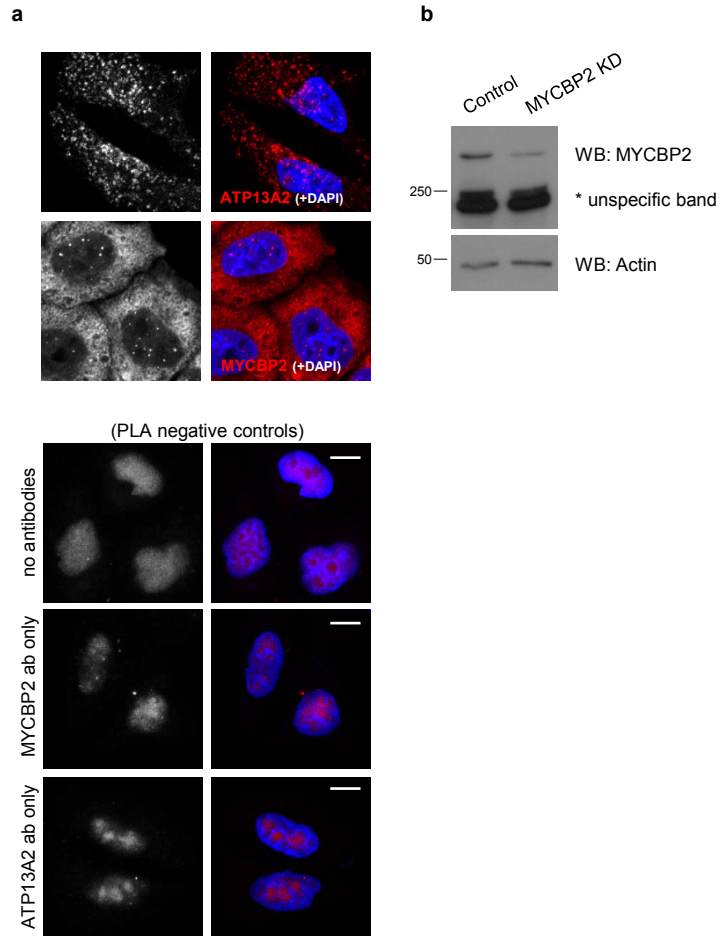 a
ATP13A2 (+DAPI)
MYCBP2 (+DAPI)
(PLA negative controls)
no antibodies
MYCBP2 ab only
ATP13A2 ab only
b
Control
MYCBP2 KD
WB: MYCBP2
250
* unspecific band
50
WB: Actin